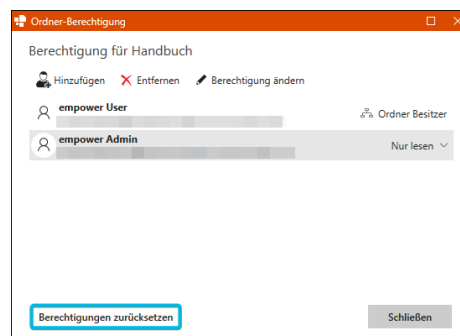 Ordner-Berechtigung
Berechtigung für Handbuch
Hinzufügen Entfernen Berechtigung ändern
empower User
Ordner Besitzer
empower Admin
Nur lesen
Berechtigungen zurücksetzen Schließen